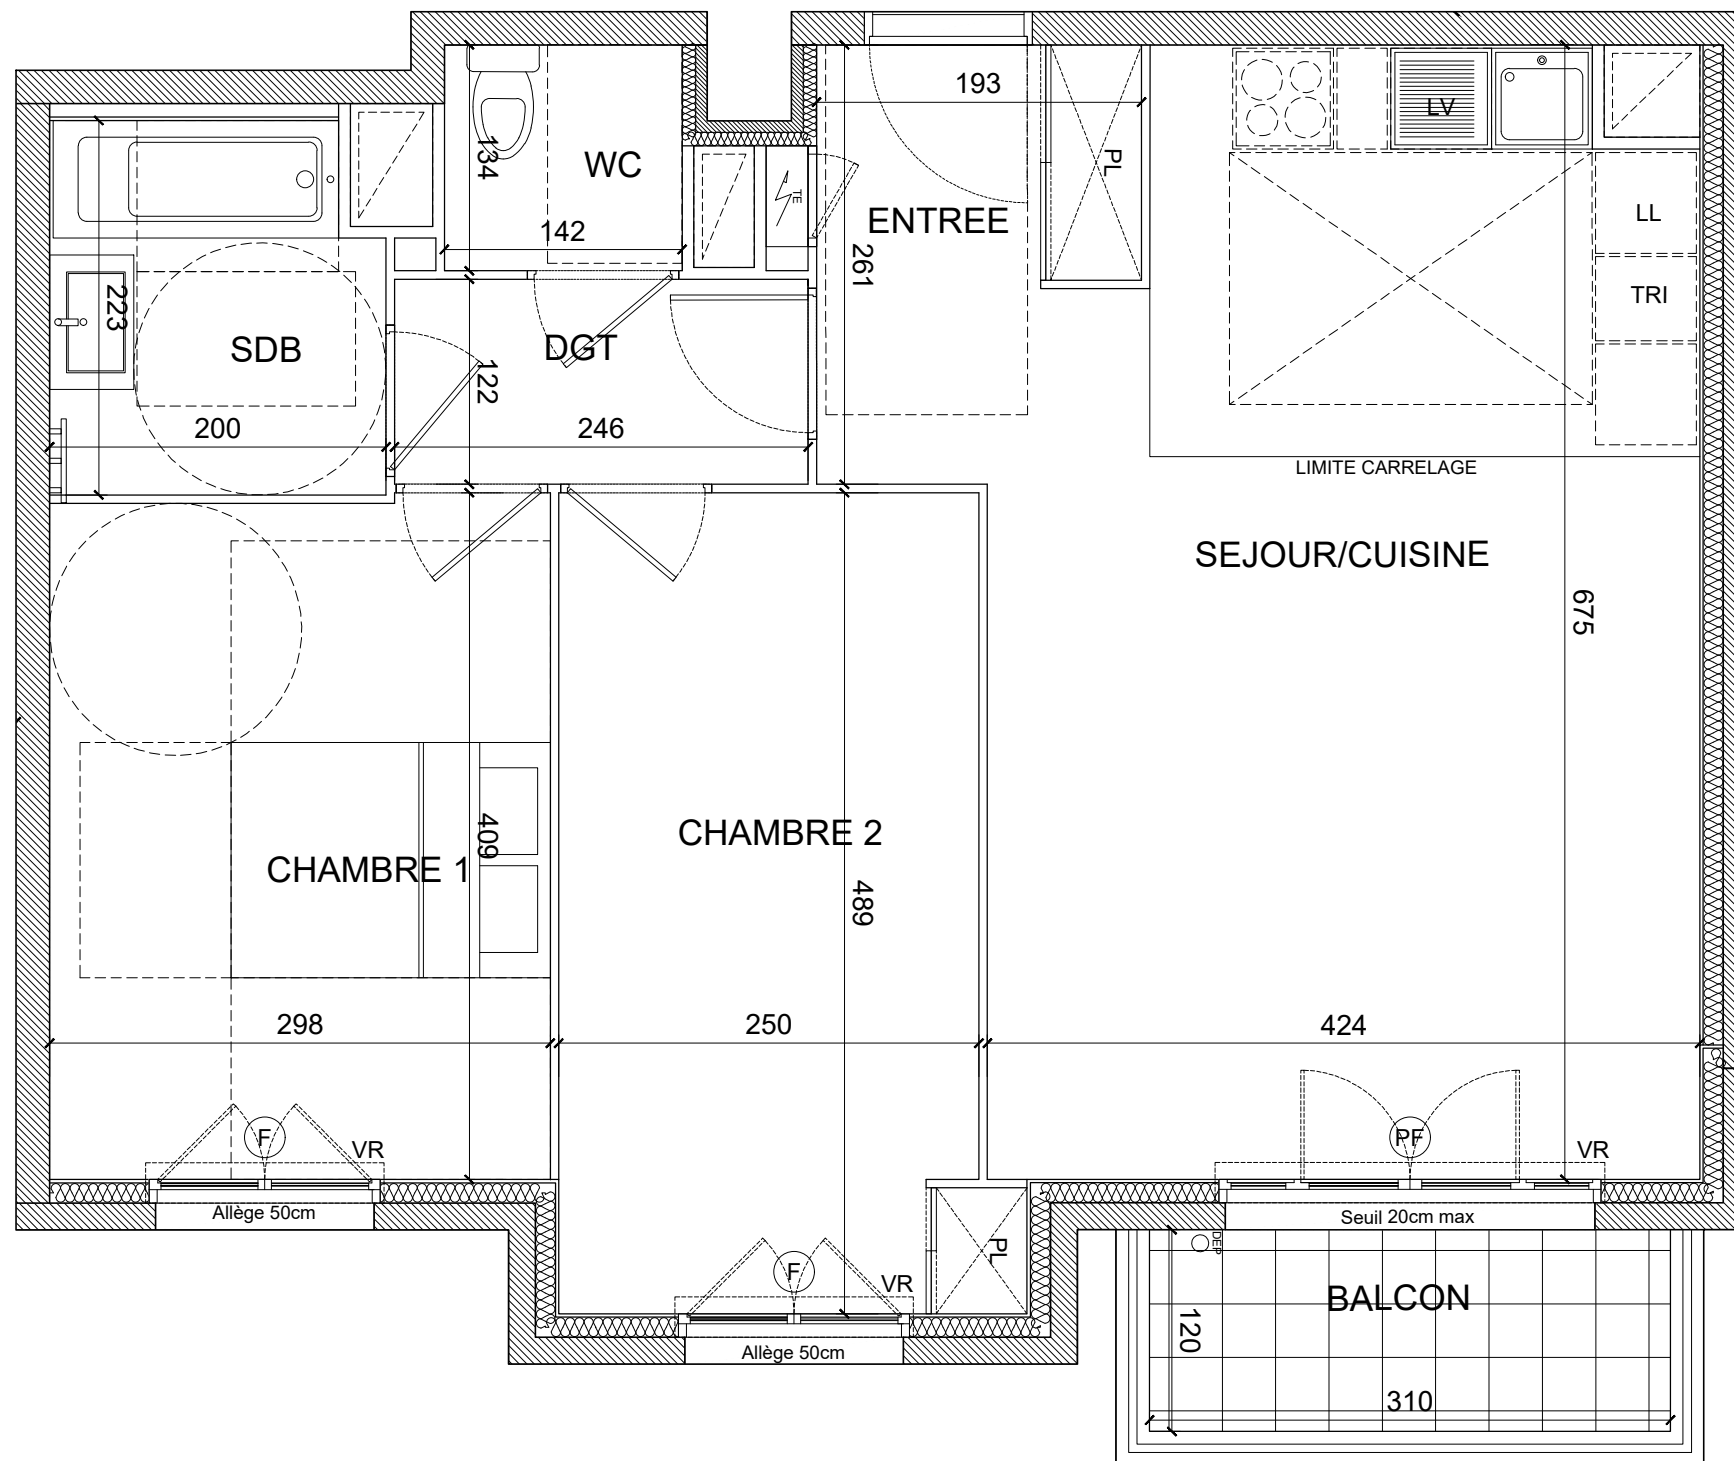 193
LV
134
WC
PL
TE
ENTREE
LL
142
261
TRI
223
SDB
DGT
122
200
246
LIMITE CARRELAGE
SEJOUR/CUISINE
675
CHAMBRE 2
409
CHAMBRE 1
489
298
250
424
F
VR
PF
VR
Allège 50cm
Seuil 20cm max
DEP
PL
F
VR
BALCON
120
Allège 50cm
310